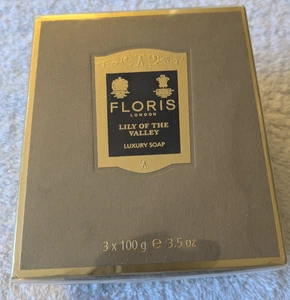 FLORIS
LONDON
LILY OF THE
VALLEY
LUXURY SOAP
3 x 100 g ℮ 3.5 oz